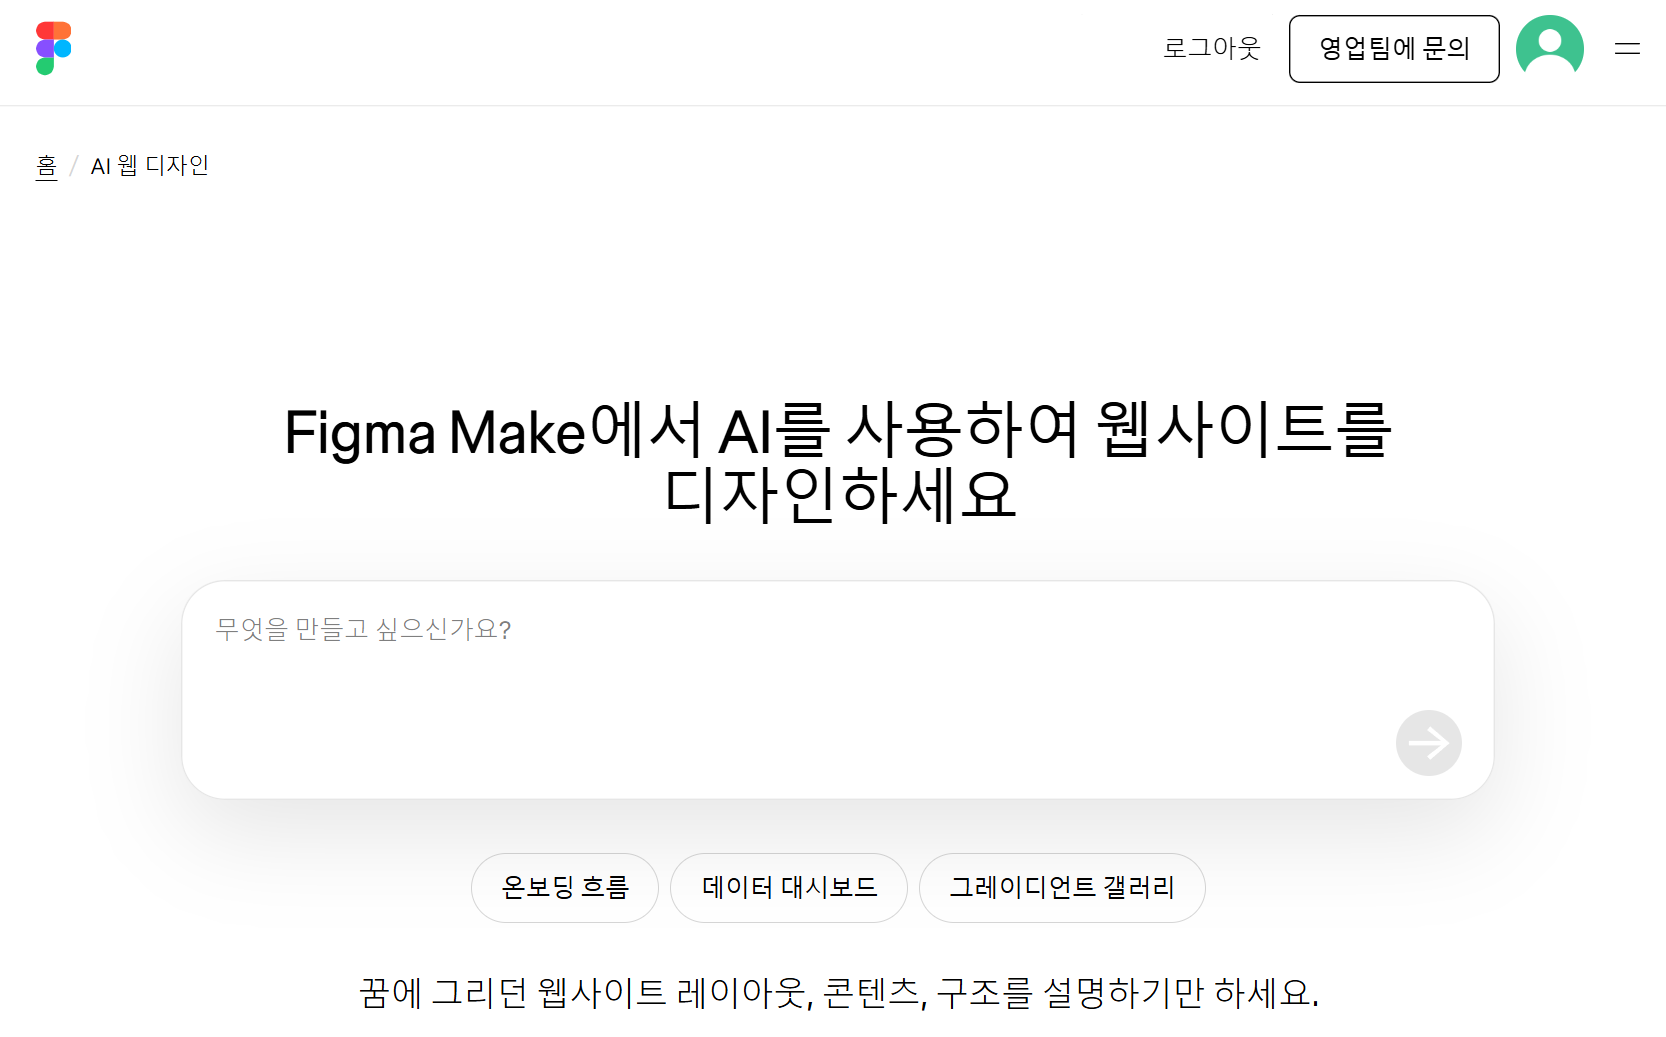 로그아웃
영업팀에 문의
홈 / AI 웹 디자인
Figma Make에서 AI를 사용하여 웹사이트를
디자인하세요
무엇을 만들고 싶으신가요?
온보딩 흐름
데이터 대시보드
그레이디언트 갤러리
꿈에 그리던 웹사이트 레이아웃, 콘텐츠, 구조를 설명하기만 하세요.